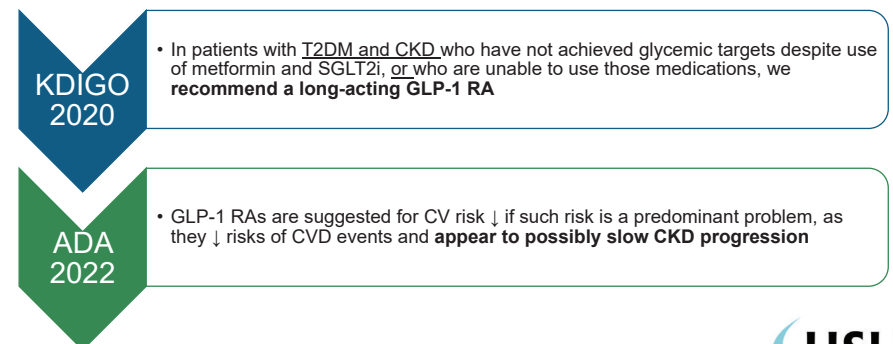 KDIGO
2020
• In patients with T2DM and CKD who have not achieved glycemic targets despite use
of metformin and SGLT2i, or who are unable to use those medications, we
recommend a long-acting GLP-1 RA
ADA
2022
• GLP-1 RAs are suggested for CV risk ↓ if such risk is a predominant problem, as
they ↓ risks of CVD events and appear to possibly slow CKD progression